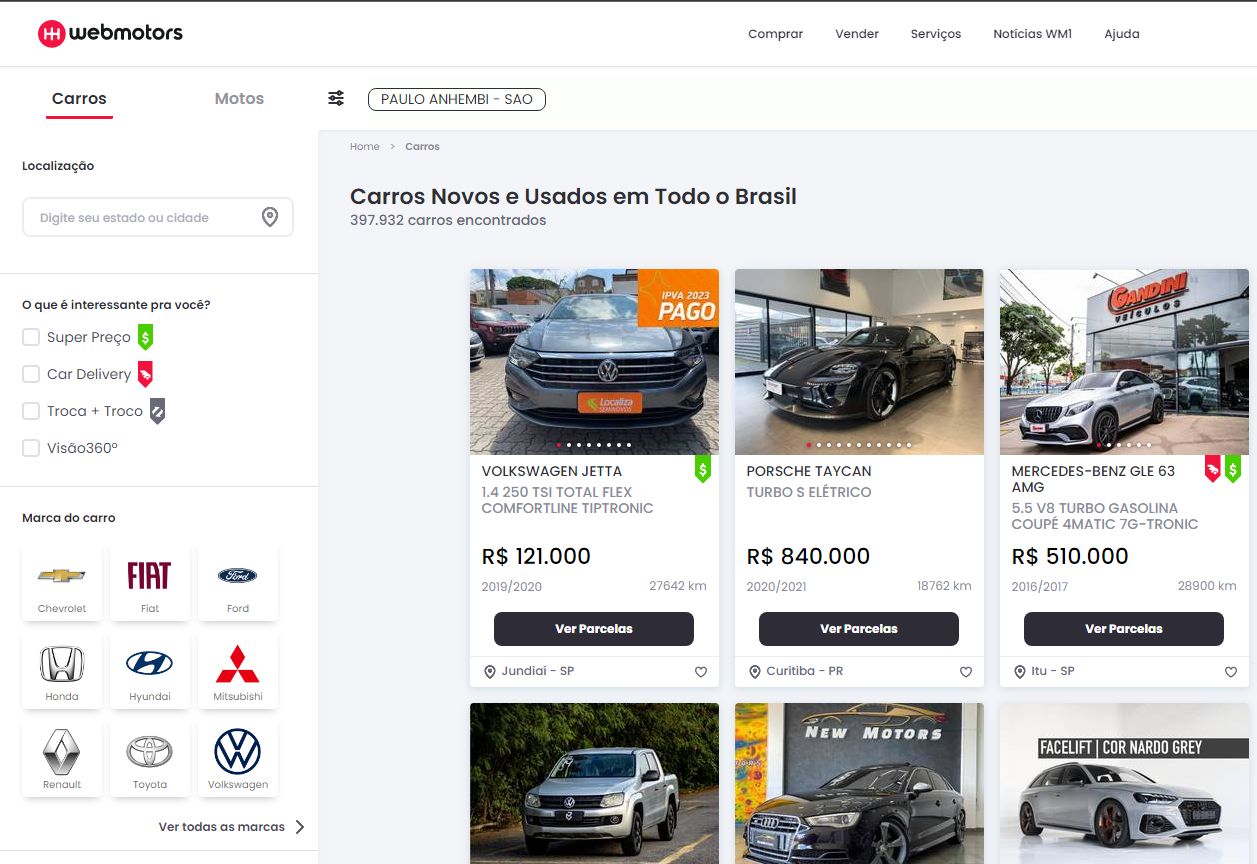 webmotors
Comprar
Vender
Serviços
Notícias WM1
Ajuda
Carros
Motos
PAULO ANHEMBI - SAO
Localização
Digite seu estado ou cidade
O que é interessante pra você?
Super Preço
$
Car Delivery
Troca + Troco
Visão360º
Marca do carro
Chevrolet
FIAT
Fiat
Ford
Ford
Honda
Hyundai
Mitsubishi
Renault
Toyota
Volkswagen
Ver todas as marcas
Home > Carros
Carros Novos e Usados em Todo o Brasil
397.932 carros encontrados
IPVA 2023
PAGO
Localiza
SEMINOVOS
VOLKSWAGEN JETTA
$
1.4 250 TSI TOTAL FLEX
COMFORTLINE TIPTRONIC
R$ 121.000
2019/2020
27642 km
Ver Parcelas
Jundiaí - SP
PORSCHE TAYCAN
TURBO S ELÉTRICO
R$ 840.000
2020/2021
18762 km
Ver Parcelas
Curitiba - PR
GANDINI
VEÍCULOS
MERCEDES-BENZ GLE 63
AMG
$
5.5 V8 TURBO GASOLINA
COUPÉ 4MATIC 7G-TRONIC
R$ 510.000
2016/2017
28900 km
Ver Parcelas
Itu - SP
NEW MOTORS
FACELIFT | COR NARDO GREY